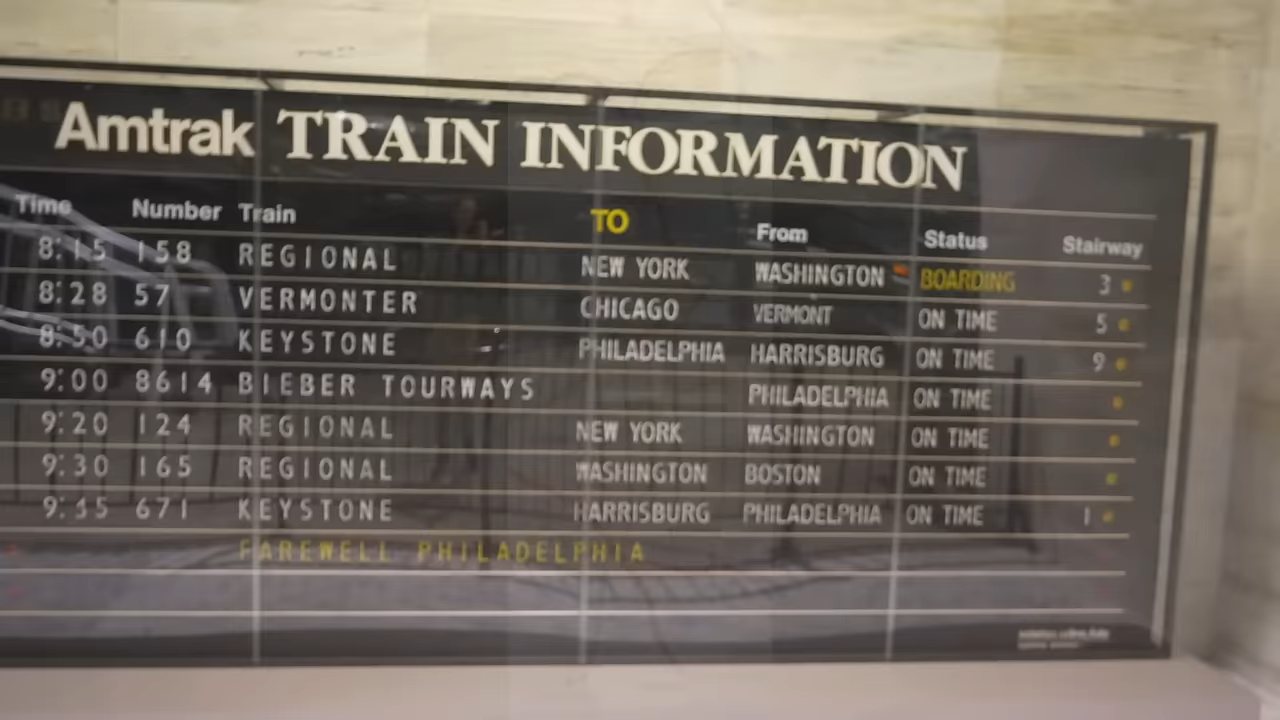 Amtrak TRAIN INFORMATION
Time Number Train TO From Status Stairway
8:15 158 REGIONAL NEW YORK WASHINGTON BOARDING 3
8:28 57 VERMONTER CHICAGO VERMONT ON TIME 5
8:50 610 KEYSTONE PHILADELPHIA HARRISBURG ON TIME 9
9:00 8614 BIEBER TOURWAYS PHILADELPHIA ON TIME
9:20 124 REGIONAL NEW YORK WASHINGTON ON TIME
9:30 165 REGIONAL WASHINGTON BOSTON ON TIME
671 KEYSTONE HARRISBURG PHILADELPHIA ON TIME 1
FAREWELL PHILADELPHIA